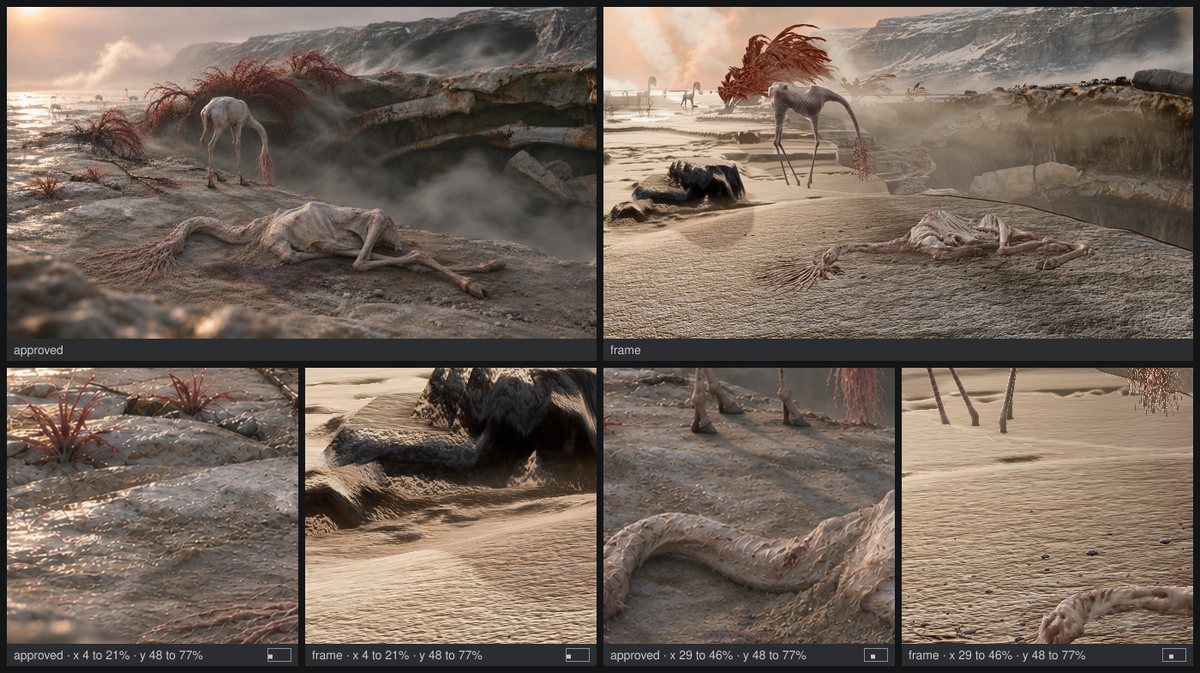 approved
frame
approved · x 4 to 21% · y 48 to 77%
frame · x 4 to 21% · y 48 to 77%
approved · x 29 to 46% · y 48 to 77%
frame · x 29 to 46% · y 48 to 77%